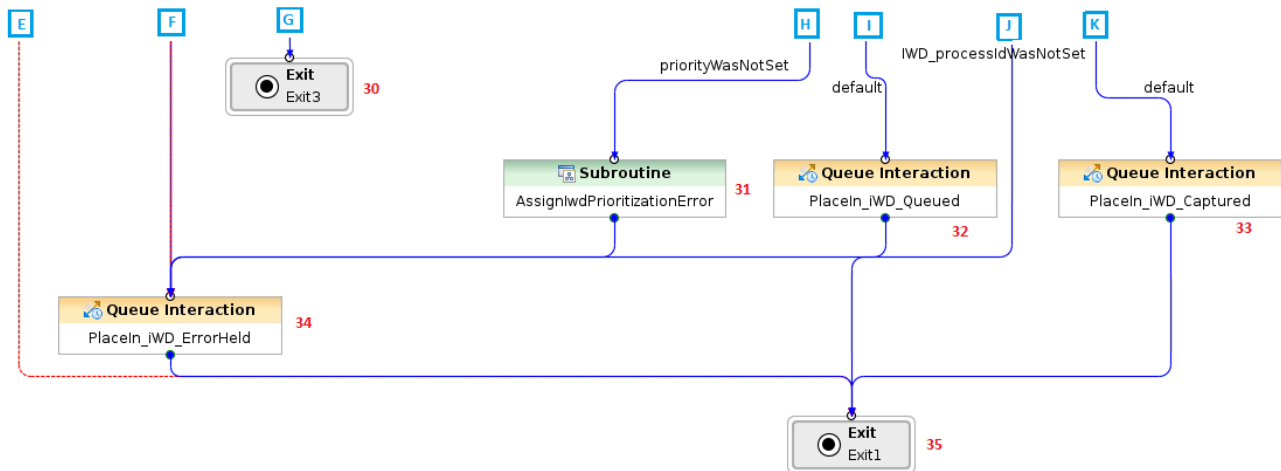 E
F
G
H
I
J
K
Exit
Exit3
30
priorityWasNotSet
default
IWD_processIdWasNotSet
default
Subroutine
AssignIwdPrioritizationError
31
Queue Interaction
PlaceIn_iWD_Queued
32
Queue Interaction
PlaceIn_iWD_Captured
33
Queue Interaction
PlaceIn_iWD_ErrorHeld
34
Exit
Exit1
35